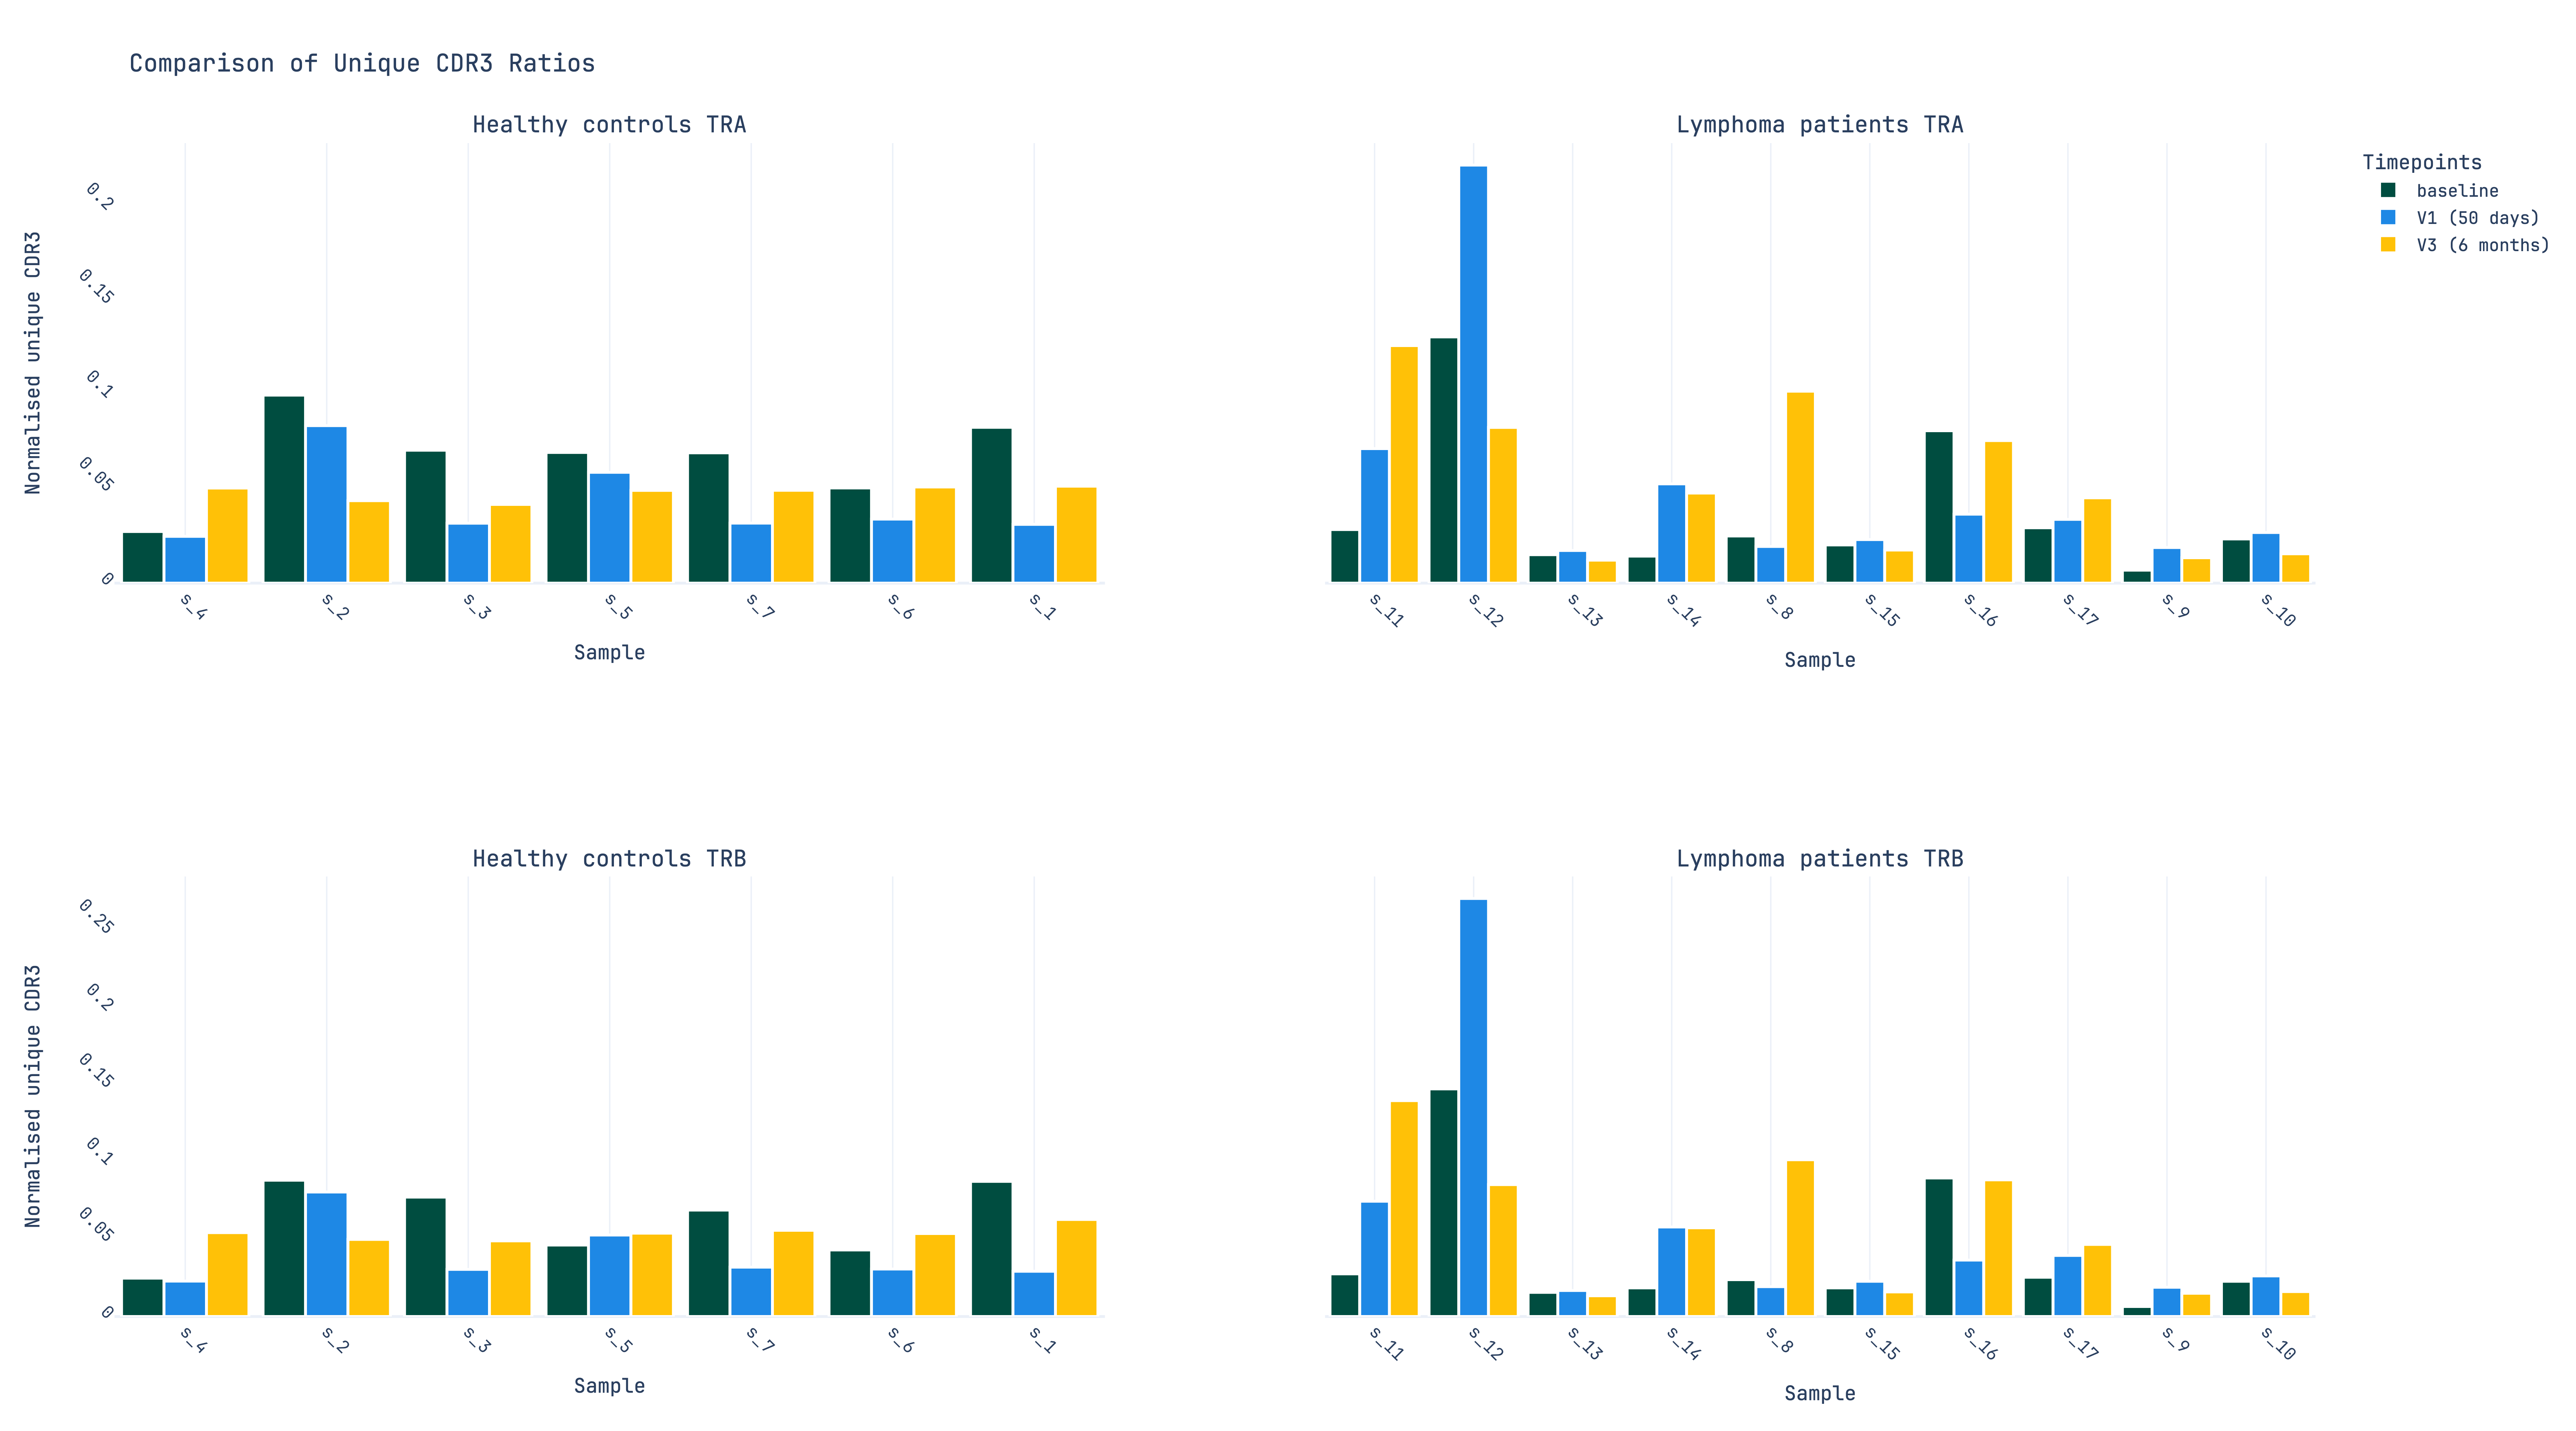 Comparison of Unique CDR3 Ratios
Healthy controls TRA
Normalised unique CDR3
0.2
0.15
0.1
0.05
0
s_4
s_2
s_3
s_5
s_7
s_6
s_1
Sample
Lymphoma patients TRA
s_11
s_12
s_13
s_14
s_8
s_15
s_16
s_17
s_9
s_10
Sample
Timepoints
baseline
V1 (50 days)
V3 (6 months)
Healthy controls TRB
Normalised unique CDR3
0.25
0.2
0.15
0.1
0.05
0
s_4
s_2
s_3
s_5
s_7
s_6
s_1
Sample
Lymphoma patients TRB
s_11
s_12
s_13
s_14
s_8
s_15
s_16
s_17
s_9
s_10
Sample